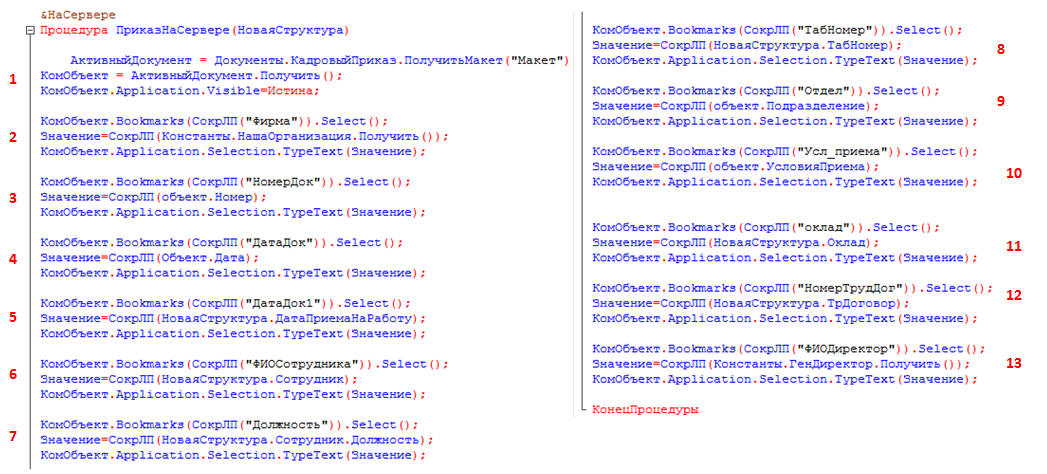 &НаСервере
Процедура ПриказНаСервере(НоваяСтруктура)
АктивныйДокумент = Документы.КадровыйПриказ.ПолучитьМакет("Макет")
1
КомОбъект = АктивныйДокумент.Получить();
КомОбъект.Application.Visible=Истина;
КомОбъект.Bookmarks(СокрЛП("Фирма")).Select();
2
Значение=СокрЛП(Константы.НашаОрганизация.Получить());
КомОбъект.Application.Selection.TypeText(Значение);
КомОбъект.Bookmarks(СокрЛП("НомерДок")).Select();
3
Значение=СокрЛП(объект.Номер);
КомОбъект.Application.Selection.TypeText(Значение);
КомОбъект.Bookmarks(СокрЛП("ДатаДок")).Select();
4
Значение=СокрЛП(Объект.Дата);
КомОбъект.Application.Selection.TypeText(Значение);
КомОбъект.Bookmarks(СокрЛП("ДатаДок1")).Select();
5
Значение=СокрЛП(НоваяСтруктура.ДатаПриемаНаРаботу);
КомОбъект.Application.Selection.TypeText(Значение);
КомОбъект.Bookmarks(СокрЛП("ФИОСотрудника")).Select();
6
Значение=СокрЛП(НоваяСтруктура.Сотрудник);
КомОбъект.Application.Selection.TypeText(Значение);
КомОбъект.Bookmarks(СокрЛП("Должность")).Select();
7
Значение=СокрЛП(НоваяСтруктура.Сотрудник.Должность);
КомОбъект.Application.Selection.TypeText(Значение);
КомОбъект.Bookmarks(СокрЛП("ТабНомер")).Select();
Значение=СокрЛП(НоваяСтруктура.ТабНомер);
8
КомОбъект.Application.Selection.TypeText(Значение);
КомОбъект.Bookmarks(СокрЛП("Отдел")).Select();
9
Значение=СокрЛП(объект.Подразделение);
КомОбъект.Application.Selection.TypeText(Значение);
КомОбъект.Bookmarks(СокрЛП("Усл_приема")).Select();
Значение=СокрЛП(объект.УсловияПриема);
10
КомОбъект.Application.Selection.TypeText(Значение);
КомОбъект.Bookmarks(СокрЛП("оклад")).Select();
Значение=СокрЛП(НоваяСтруктура.Оклад);
11
КомОбъект.Application.Selection.TypeText(Значение);
КомОбъект.Bookmarks(СокрЛП("НомерТрудДог")).Select();
12
Значение=СокрЛП(НоваяСтруктура.ТрДоговор);
КомОбъект.Application.Selection.TypeText(Значение);
КомОбъект.Bookmarks(СокрЛП("ФИОДиректор")).Select();
Значение=СокрЛП(Константы.ГенДиректор.Получить());
13
КомОбъект.Application.Selection.TypeText(Значение);
КонецПроцедуры